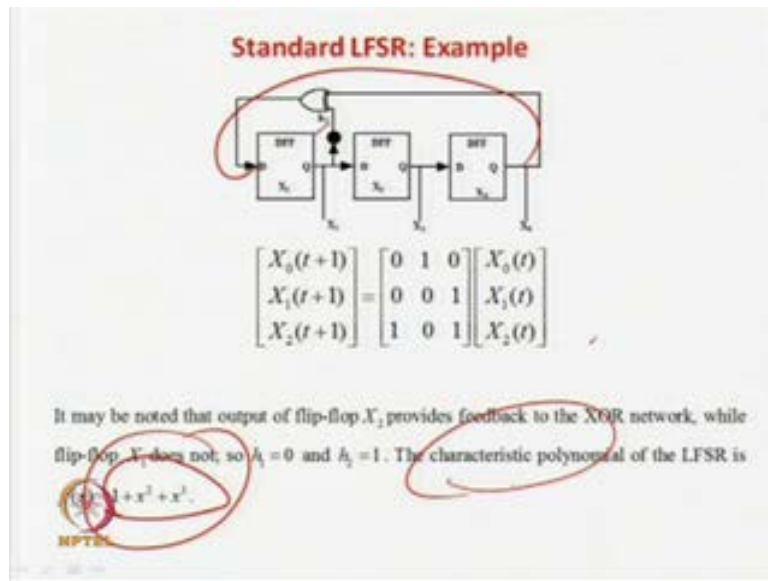 Standard LFSR: Example
DFF DFF DFF
D Q D Q D Q
X₂ X₁ X₀
X₂ X₁ X₀
[X₀(t+1)] [0 1 0] [X₀(t)]
[X₁(t+1)] = [0 0 1] [X₁(t)]
[X₂(t+1)] [1 0 1] [X₂(t)]
It may be noted that output of flip-flop X₂ provides feedback to the XOR network, while
flip-flop X₁ does not; so h₁ = 0 and h₂ = 1. The characteristic polynomial of the LFSR is
1 + x² + x³.
NPTEL